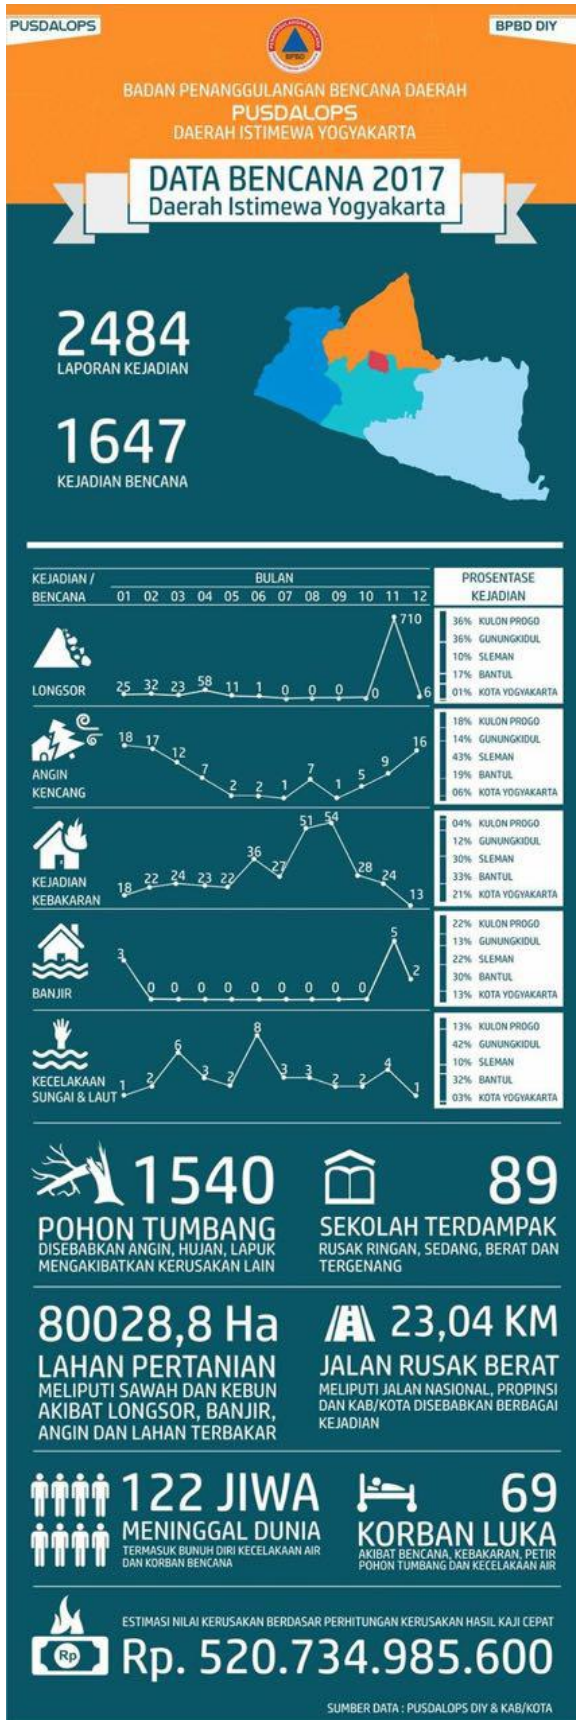 PUSDALOPS
BPBD DIY
BPBD
BADAN PENANGGULANGAN BENCANA DAERAH
PUSDALOPS
DAERAH ISTIMEWA YOGYAKARTA
DATA BENCANA 2017
Daerah Istimewa Yogyakarta
2484
LAPORAN KEJADIAN
1647
KEJADIAN BENCANA
KEJADIAN / BENCANA
BULAN
01 02 03 04 05 06 07 08 09 10 11 12
PROSENTASE
KEJADIAN
LONGSOR
25 32 23 58 11 1 0 0 0 0 710 6
36% KULON PROGO
36% GUNUNGKIDUL
10% SLEMAN
17% BANTUL
01% KOTA YOGYAKARTA
ANGIN
KENCANG
18 17 12 7 2 2 1 7 1 5 9 16
18% KULON PROGO
14% GUNUNGKIDUL
43% SLEMAN
19% BANTUL
06% KOTA YOGYAKARTA
KEJADIAN
KEBAKARAN
18 22 24 23 22 36 27 51 54 28 24 13
04% KULON PROGO
12% GUNUNGKIDUL
30% SLEMAN
33% BANTUL
21% KOTA YOGYAKARTA
BANJIR
3 0 0 0 0 0 0 0 0 0 5 2
22% KULON PROGO
13% GUNUNGKIDUL
22% SLEMAN
30% BANTUL
13% KOTA YOGYAKARTA
KECELAKAAN
SUNGAI & LAUT
1 2 6 3 2 8 3 3 2 2 4 1
13% KULON PROGO
42% GUNUNGKIDUL
10% SLEMAN
32% BANTUL
03% KOTA YOGYAKARTA
1540
POHON TUMBANG
DISEBABKAN ANGIN, HUJAN, LAPUK
MENGAKIBATKAN KERUSAKAN LAIN
89
SEKOLAH TERDAMPAK
RUSAK RINGAN, SEDANG, BERAT DAN
TERGENANG
80028,8 Ha
LAHAN PERTANIAN
MELIPUTI SAWAH DAN KEBUN
AKIBAT LONGSOR, BANJIR,
ANGIN DAN LAHAN TERBAKAR
23,04 KM
JALAN RUSAK BERAT
MELIPUTI JALAN NASIONAL, PROPINSI
DAN KAB/KOTA DISEBABKAN BERBAGAI
KEJADIAN
122 JIWA
MENINGGAL DUNIA
TERMASUK BUNUH DIRI KECELAKAAN AIR
DAN KORBAN BENCANA
69
KORBAN LUKA
AKIBAT BENCANA, KEBAKARAN, PETIR
POHON TUMBANG DAN KECELAKAAN AIR
ESTIMASI NILAI KERUSAKAN BERDASAR PERHITUNGAN KERUSAKAN HASIL KAJI CEPAT
Rp
Rp. 520.734.985.600
SUMBER DATA : PUSDALOPS DIY & KAB/KOTA